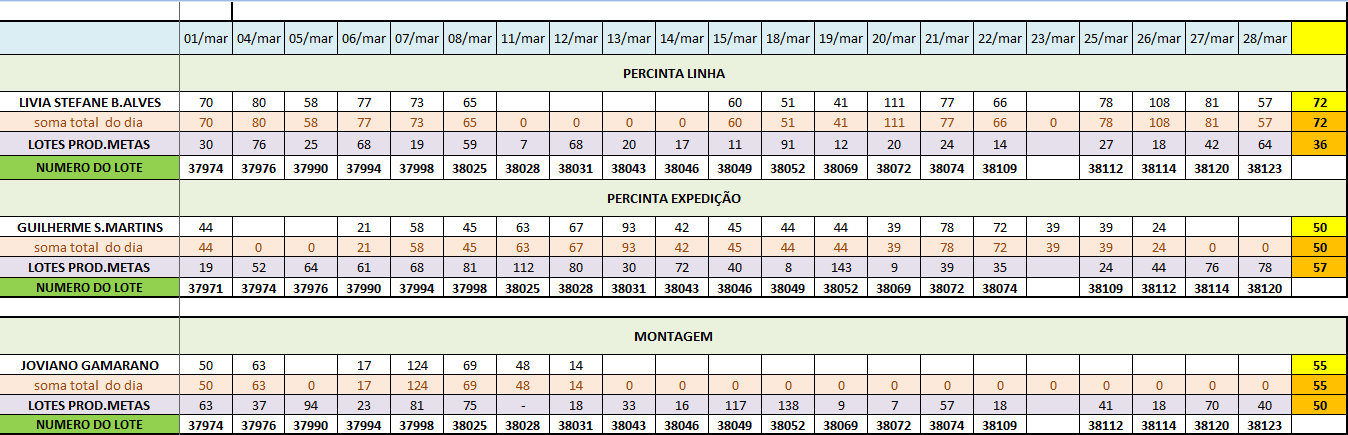 01/mar 04/mar 05/mar 06/mar 07/mar 08/mar 11/mar 12/mar 13/mar 14/mar 15/mar 18/mar 19/mar 20/mar 21/mar 22/mar 23/mar 25/mar 26/mar 27/mar 28/mar
PERCINTA LINHA
LIVIA STEFANE B.ALVES 70 80 58 77 73 65 60 51 41 111 77 66 78 108 81 57 72
soma total do dia 70 80 58 77 73 65 0 0 0 0 60 51 41 111 77 66 0 78 108 81 57 72
LOTES PROD.METAS 30 76 25 68 19 59 7 68 20 17 11 91 12 20 24 14 27 18 42 64 36
NUMERO DO LOTE 37974 37976 37990 37994 37998 38025 38028 38031 38043 38046 38049 38052 38069 38072 38074 38109 38112 38114 38120 38123
PERCINTA EXPEDIÇÃO
GUILHERME S.MARTINS 44 21 58 45 63 67 93 42 45 44 44 39 78 72 39 39 24 50
soma total do dia 44 0 0 21 58 45 63 67 93 42 45 44 44 39 78 72 39 39 24 0 0 50
LOTES PROD.METAS 19 52 64 61 68 81 112 80 30 72 40 8 143 9 39 35 24 44 76 78 57
NUMERO DO LOTE 37971 37974 37976 37990 37994 37998 38025 38028 38031 38043 38046 38049 38052 38069 38072 38074 38109 38112 38114 38120
MONTAGEM
JOVIANO GAMARANO 50 63 17 124 69 48 14 55
soma total do dia 50 63 0 17 124 69 48 14 0 0 0 0 0 0 0 0 0 0 0 0 0 55
LOTES PROD.METAS 63 37 94 23 81 75 - 18 33 16 117 138 9 7 57 18 41 18 70 40 50
NUMERO DO LOTE 37974 37976 37990 37994 37998 38025 38028 38031 38043 38046 38049 38052 38069 38072 38074 38109 38112 38114 38120 38123